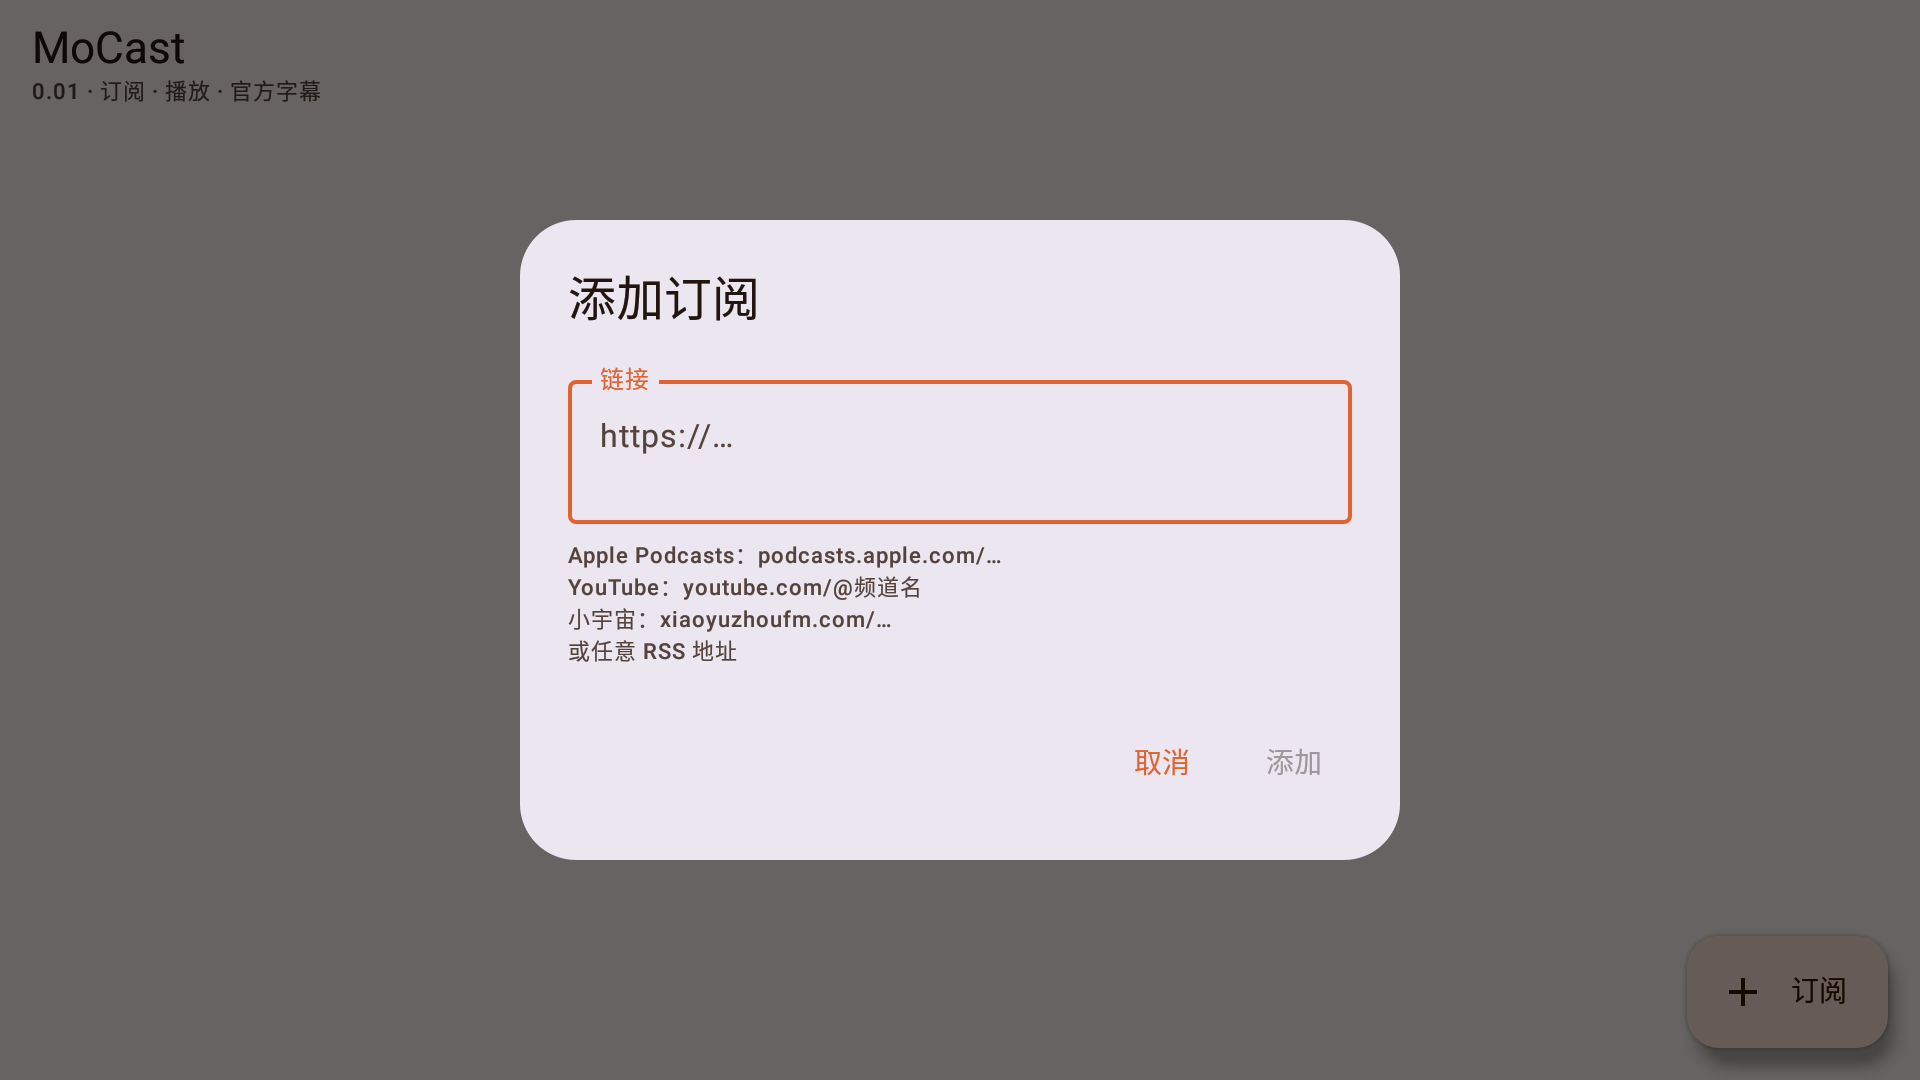 MoCast
0.01 · 订阅 · 播放 · 官方字幕
添加订阅
链接
https://…
Apple Podcasts：podcasts.apple.com/…
YouTube：youtube.com/@频道名
小宇宙：xiaoyuzhoufm.com/…
或任意 RSS 地址
取消
添加
订阅